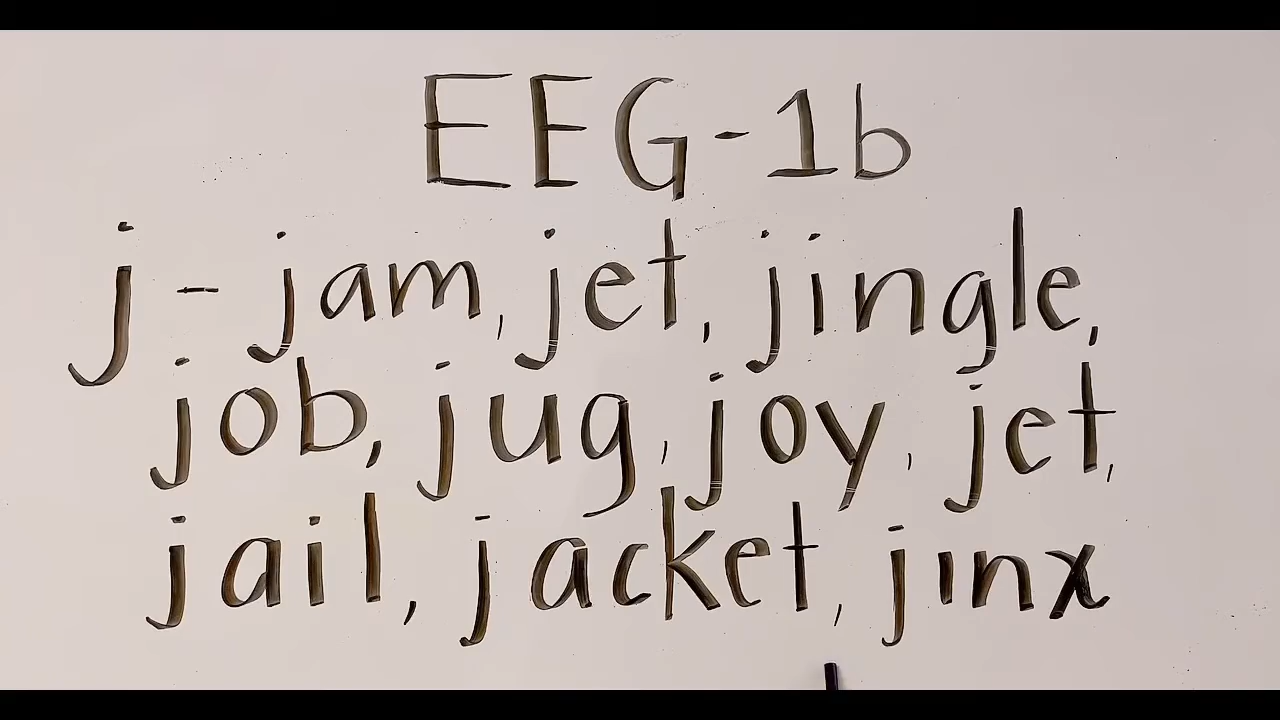 EEG-1b
j - jam, jet, jingle,
job, jug, joy, jet,
jail, jacket, jinx